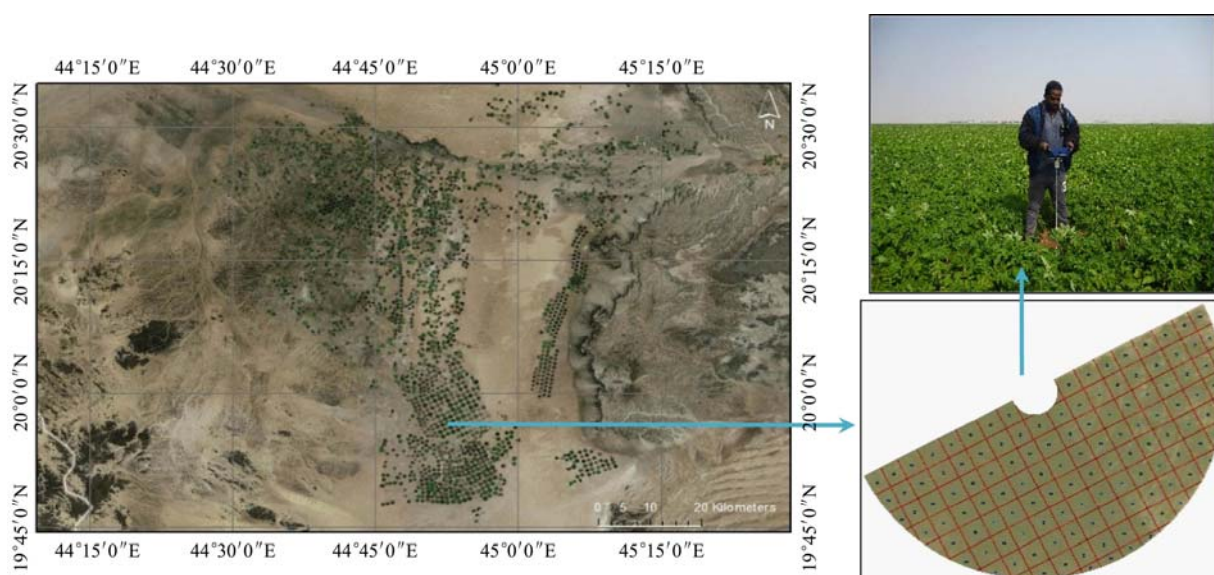 44°15′0″E 44°30′0″E 44°45′0″E 45°0′0″E 45°15′0″E
20°30′0″N 20°30′0″N
N
20°15′0″N 20°15′0″N
20°0′0″N 20°0′0″N
0 5 10 20 Kilometers
19°45′0″N 19°45′0″N
44°15′0″E 44°30′0″E 44°45′0″E 45°0′0″E 45°15′0″E